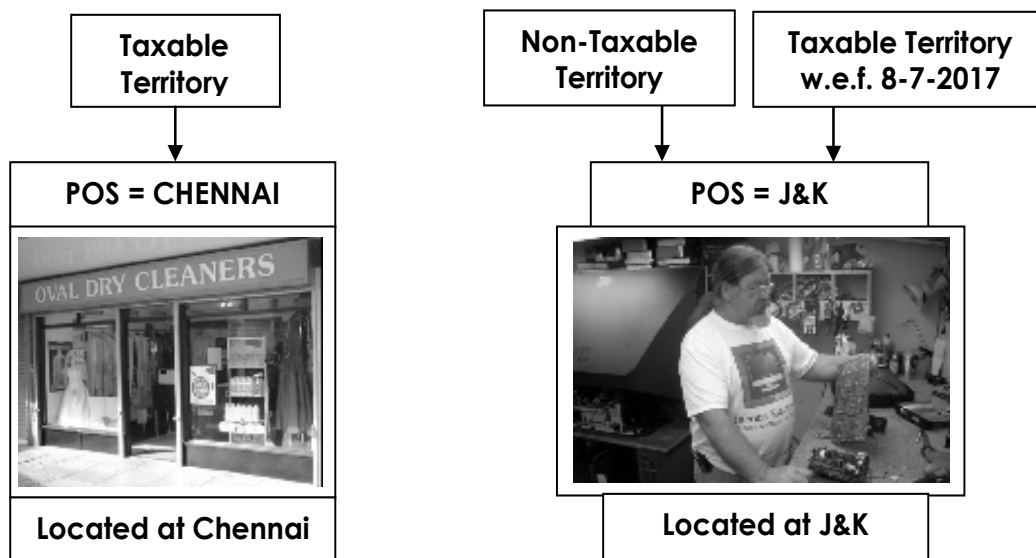 Taxable
Territory
Non-Taxable
Territory
Taxable Territory
w.e.f. 8-7-2017
POS = CHENNAI
POS = J&K
OVAL DRY CLEANERS
Located at Chennai
Located at J&K